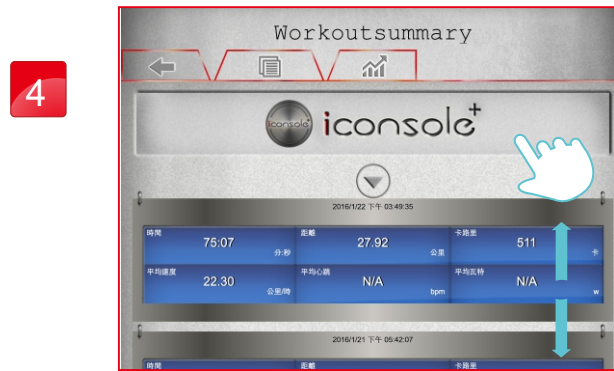 4
Workoutsummary
iconsole iconsole+
2016/1/22 下午 03:49:35
時間 距離 卡路里
75:07 分:秒 27.92 公里 511 卡
平均速度 平均心跳 平均瓦特
22.30 公里/時 N/A bpm N/A w
2016/1/21 下午 05:42:07
時間 距離 卡路里